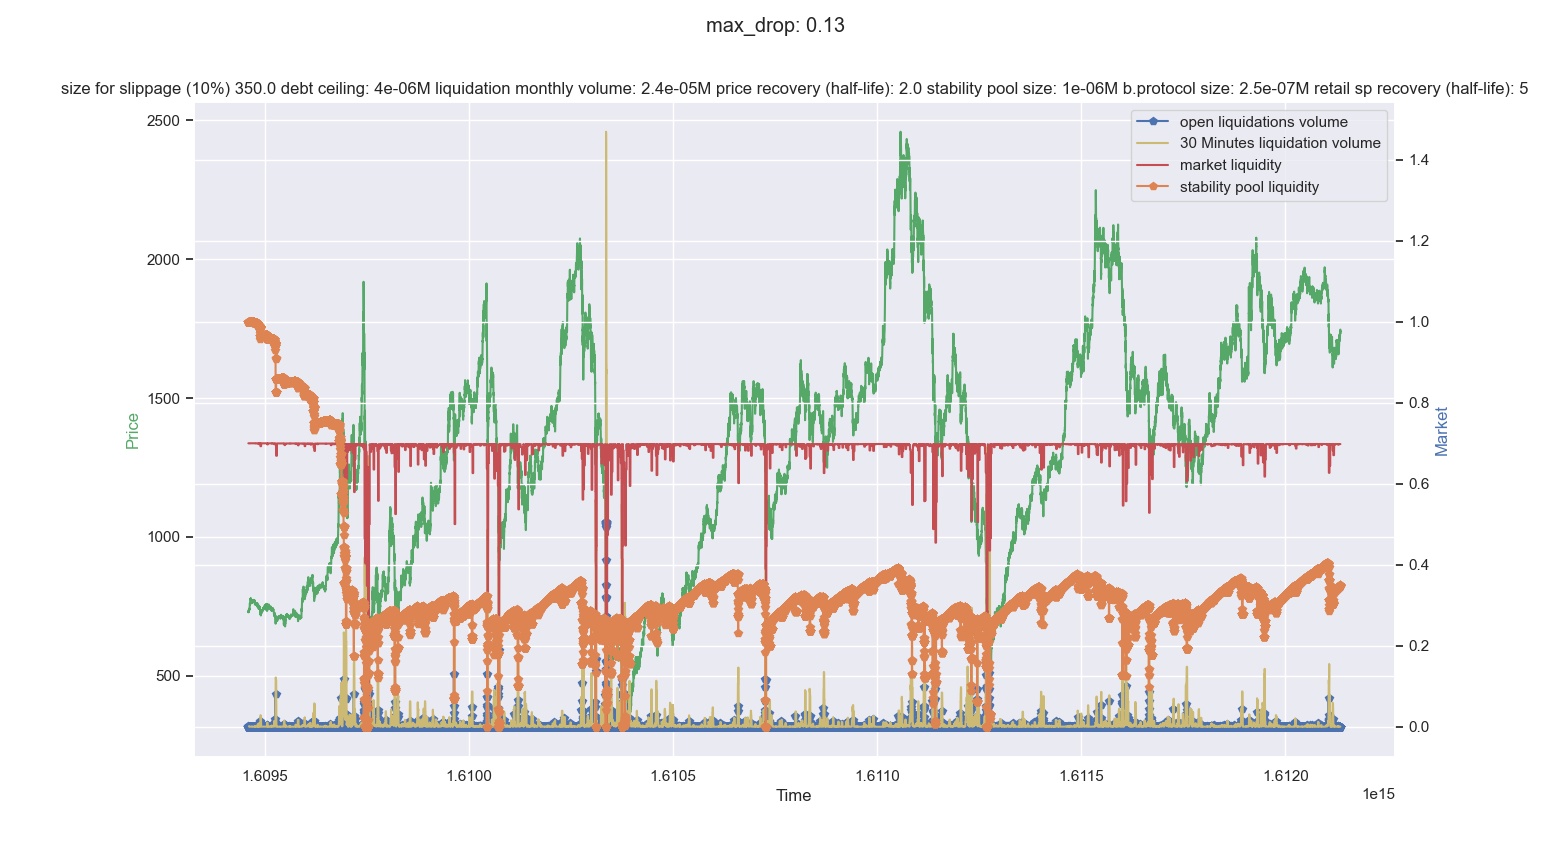 max_drop: 0.13
size for slippage (10%) 350.0 debt ceiling: 4e-06M liquidation monthly volume: 2.4e-05M price recovery (half-life): 2.0 stability pool size: 1e-06M b.protocol size: 2.5e-07M retail sp recovery (half-life): 5
open liquidations volume
30 Minutes liquidation volume
market liquidity
stability pool liquidity
2500
2000
1500
1000
500
Price
1.4
1.2
1.0
0.8
0.6
0.4
0.2
0.0
Market
1.6095 1.6100 1.6105 1.6110 1.6115 1.6120
Time
1e15